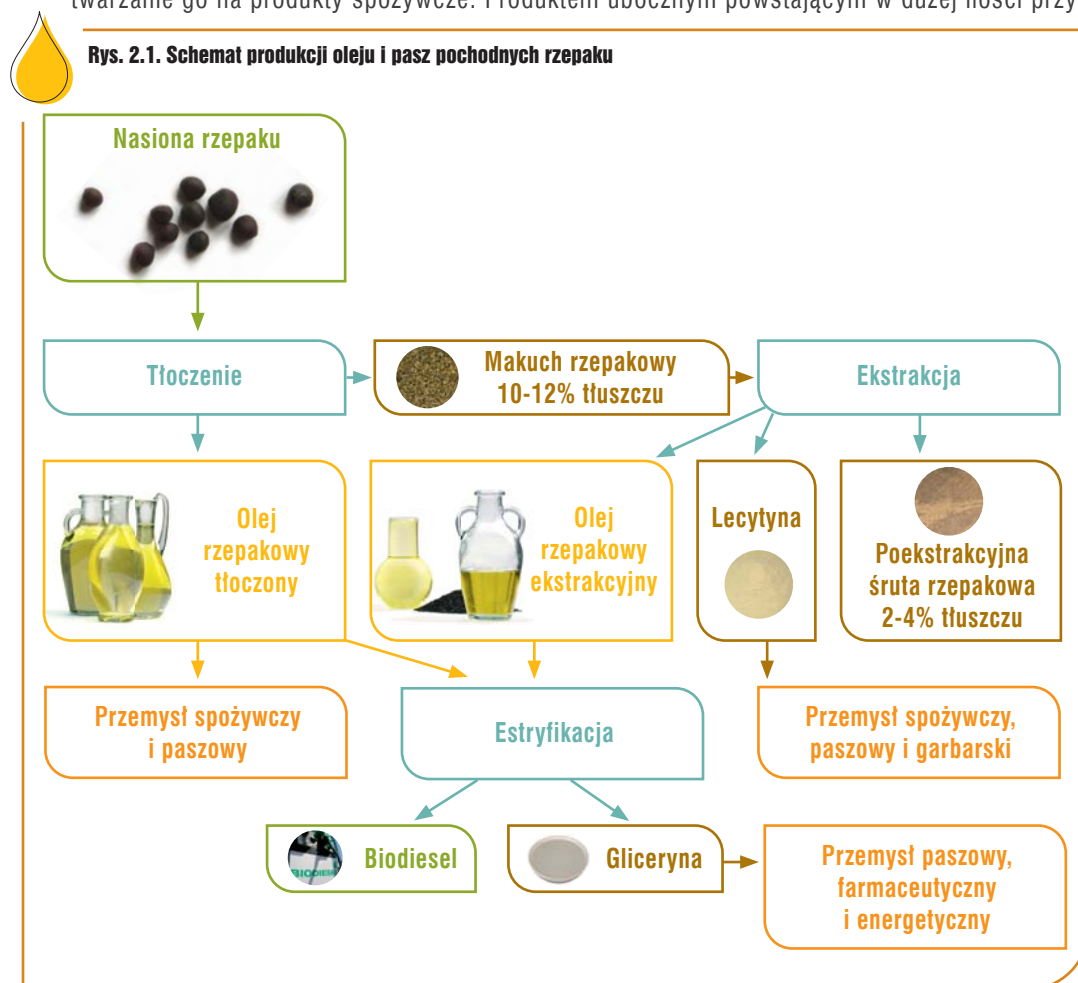 twarzanie go na produkty spożywcze. Produktem ubocznym powstającym w dużej ilości przy
Rys. 2.1. Schemat produkcji oleju i pasz pochodnych rzepaku
Nasiona rzepaku
Tłoczenie
Makuch rzepakowy
10-12% tłuszczu
Ekstrakcja
Olej
rzepakowy
tłoczony
Olej
rzepakowy
ekstrakcyjny
Lecytyna
Poekstrakcyjna
śruta rzepakowa
2-4% tłuszczu
Przemysł spożywczy
i paszowy
Estryfikacja
Przemysł spożywczy,
paszowy i garbarski
BIODIESE
Biodiesel
Gliceryna
Przemysł paszowy,
farmaceutyczny
i energetyczny